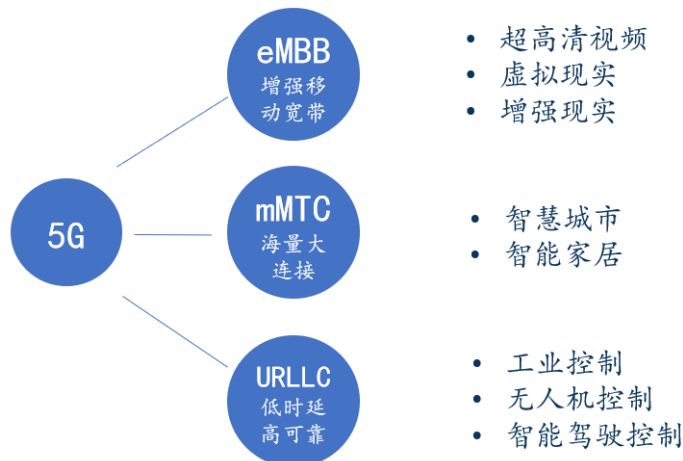 5G
eMBB
增强移
动宽带
• 超高清视频
• 虚拟现实
• 增强现实
mMTC
海量大
连接
• 智慧城市
• 智能家居
URLLC
低时延
高可靠
• 工业控制
• 无人机控制
• 智能驾驶控制